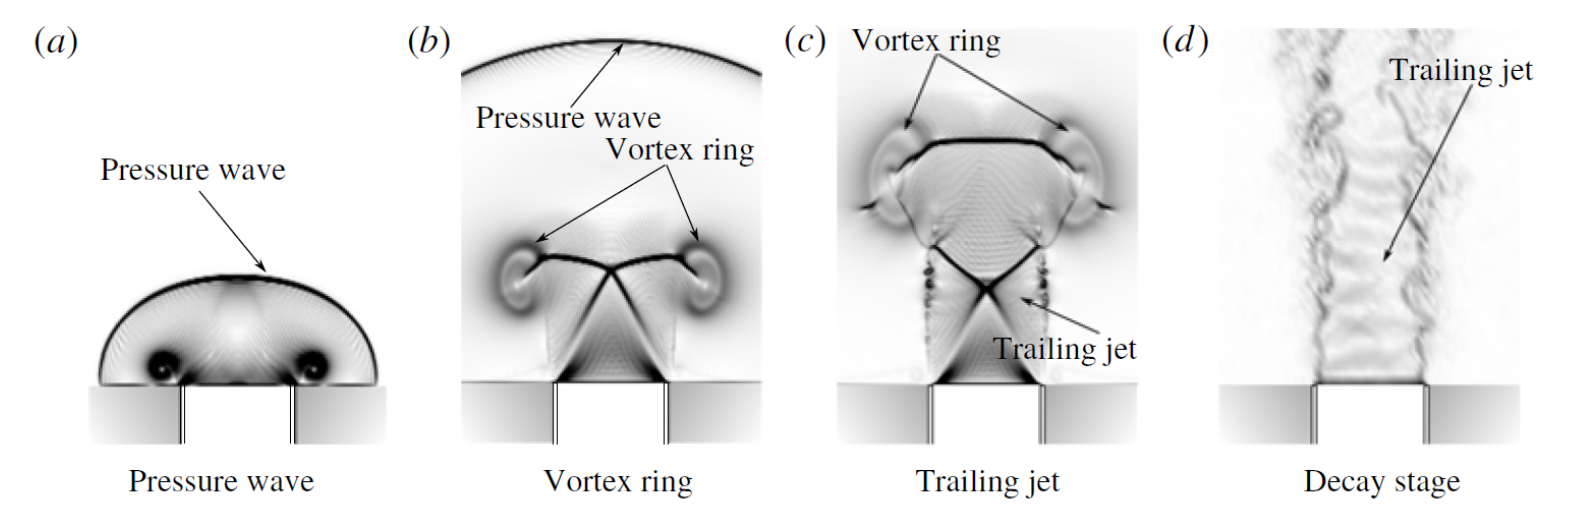 (a)
Pressure wave
Pressure wave
(b)
Pressure wave
Vortex ring
Vortex ring
(c)
Vortex ring
Trailing jet
Trailing jet
(d)
Trailing jet
Decay stage